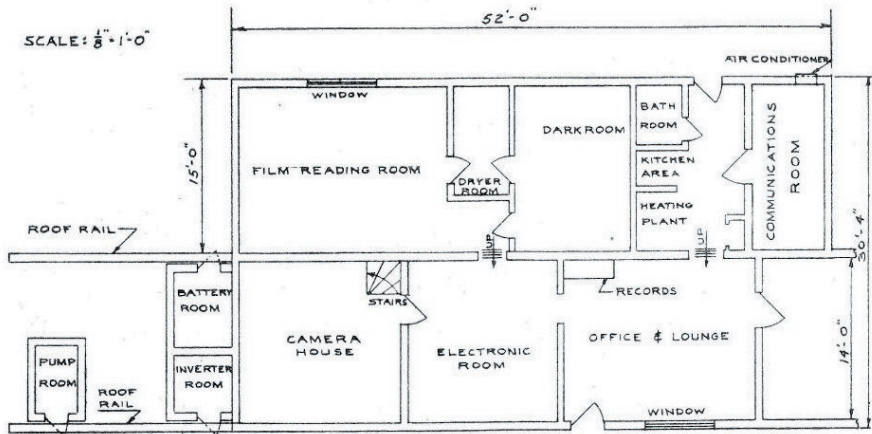 52'-0"
SCALE: 1/8" = 1'-0"
AIR CONDITIONER
WINDOW
BATH
ROOM
DARKROOM
COMMUNICATIONS
ROOM
15'-0"
FILM READING ROOM
KITCHEN
AREA
DRYER
ROOM
HEATING
PLANT
30'-4"
ROOF RAIL
UP
UP
BATTERY
ROOM
STAIRS
RECORDS
CAMERA
HOUSE
OFFICE & LOUNGE
ELECTRONIC
ROOM
14'-0"
PUMP
ROOM
INVERTER
ROOM
ROOF
RAIL
WINDOW